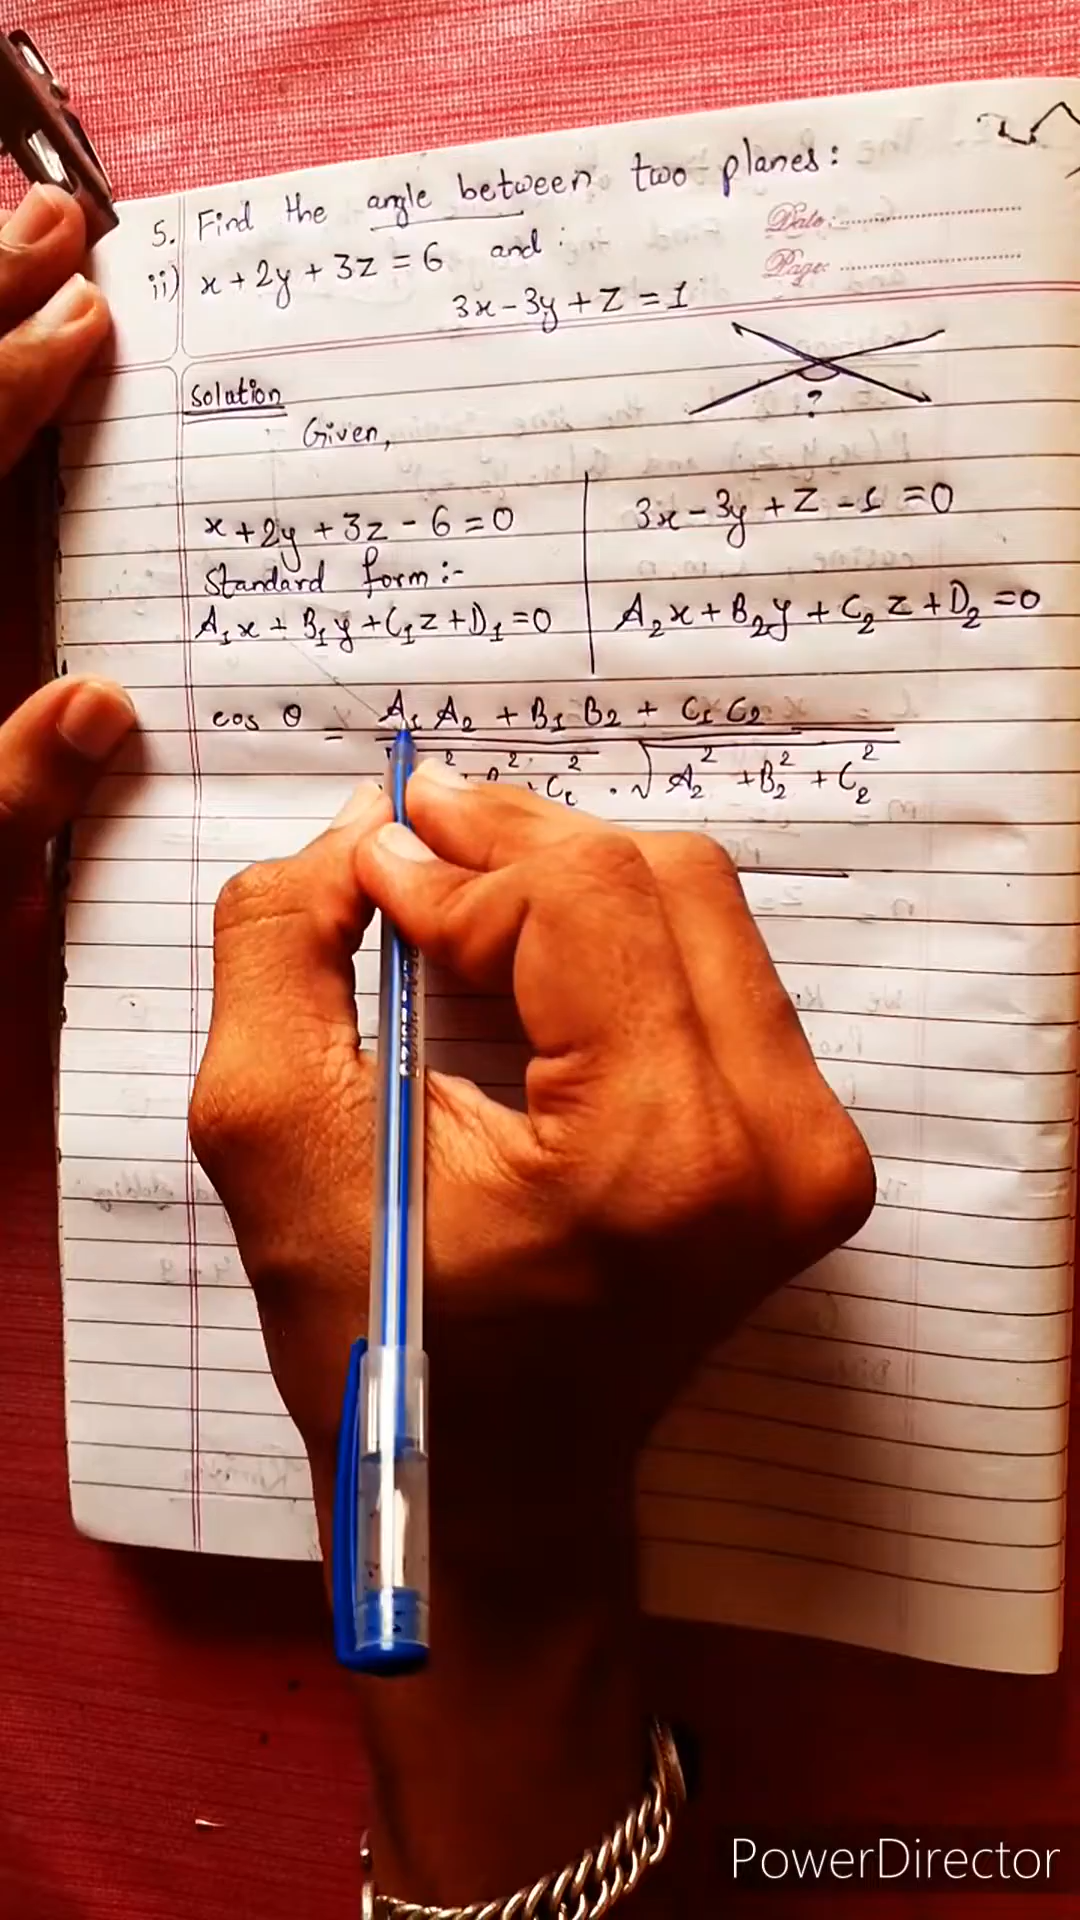 5. Find the angle between two planes:
Date:
ii) x + 2y + 3z = 6 and :
Page:
3x - 3y + z = 1
Solution
?
Given,
x + 2y + 3z - 6 = 0
3x - 3y + z - 1 = 0
Standard form :-
A₁x + B₁y + C₁z + D₁ = 0
A₂x + B₂y + C₂z + D₂ = 0
cos θ = A₁ A₂ + B₁ B₂ + C₁ C₂
. √ A₂² + B₂² + C₂²
PowerDirector